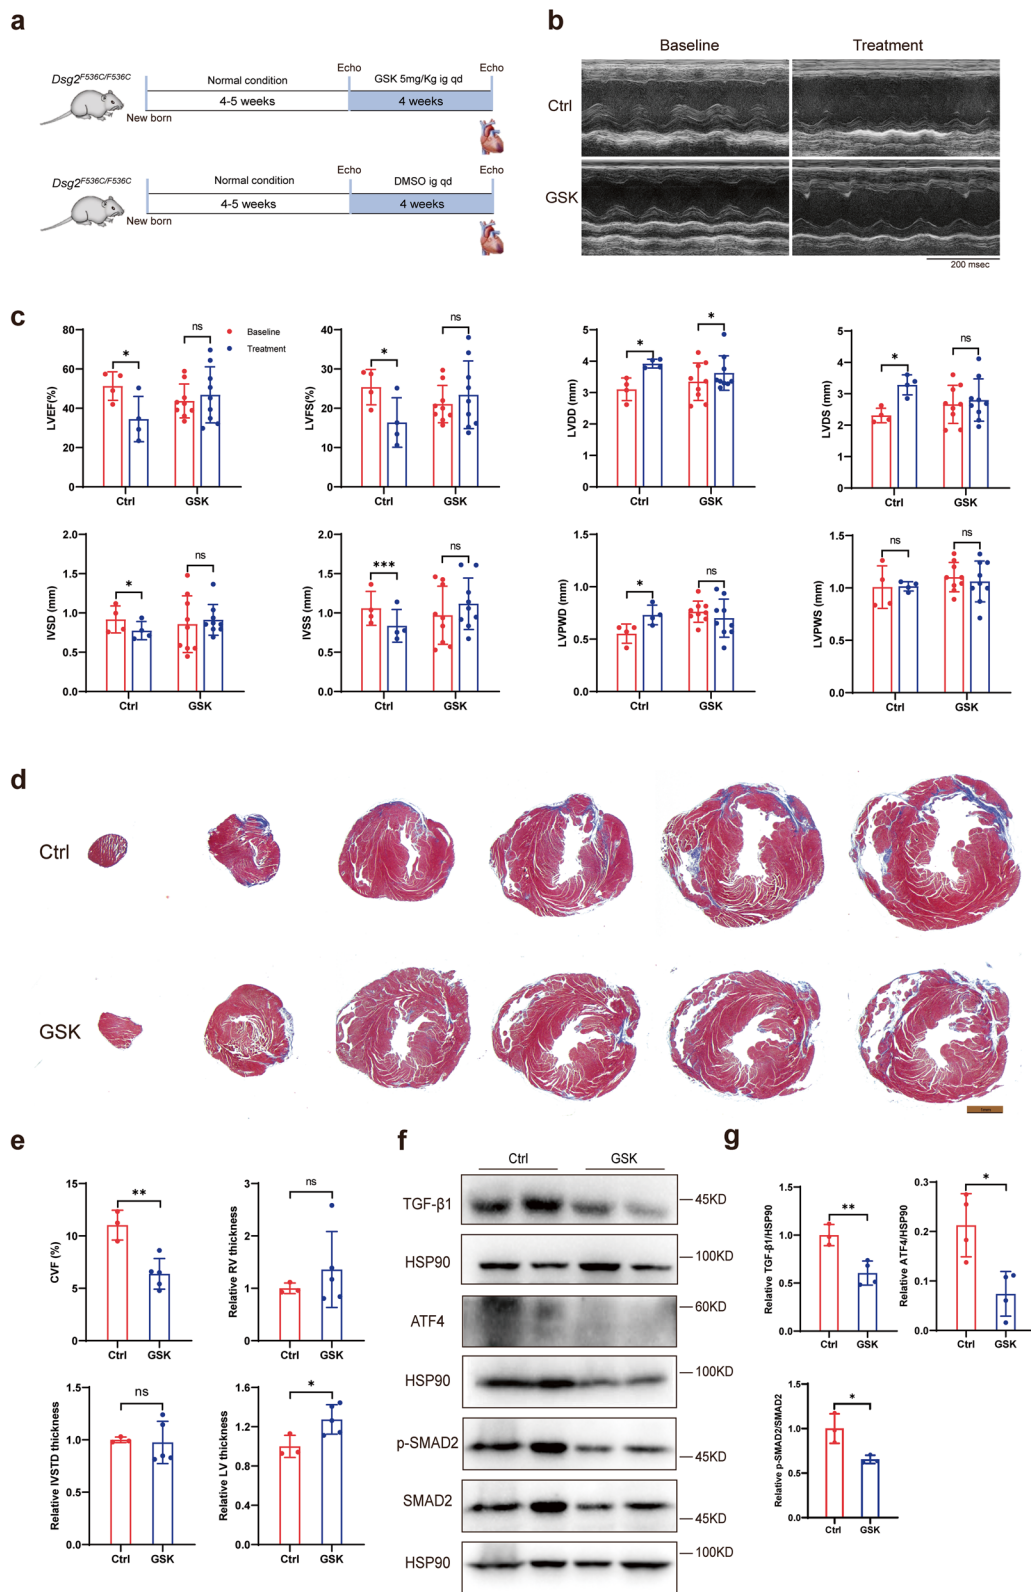 a
Dsg2F536C/F536C
Normal condition
Echo
GSK 5mg/Kg ig qd
Echo
4-5 weeks
4 weeks
New born
Dsg2F536C/F536C
Normal condition
Echo
DMSO ig qd
Echo
4-5 weeks
4 weeks
New born
b
Baseline
Treatment
Ctrl
GSK
200 msec
c
LVEF(%)
80
60
40
20
0
*
ns
Baseline
Treatment
Ctrl
GSK
LVFS(%)
40
30
20
10
0
*
ns
Ctrl
GSK
LVDD (mm)
5
4
3
2
1
0
*
*
Ctrl
GSK
LVDS (mm)
5
4
3
2
1
0
*
ns
Ctrl
GSK
IVSD (mm)
2.0
1.5
1.0
0.5
0.0
*
ns
Ctrl
GSK
IVSS (mm)
2.0
1.5
1.0
0.5
0.0
***
ns
Ctrl
GSK
LVPWD (mm)
1.5
1.0
0.5
0.0
*
ns
Ctrl
GSK
LVPWS (mm)
1.5
1.0
0.5
0.0
ns
ns
Ctrl
GSK
d
Ctrl
GSK
e
CVF (%)
15
10
5
0
**
Ctrl
GSK
Relative RV thickness
3
2
1
0
ns
Ctrl
GSK
Relative IVSTD thickness
1.5
1.0
0.5
0.0
ns
Ctrl
GSK
Relative LV thickness
1.6
1.2
0.8
0.4
0.0
*
Ctrl
GSK
f
Ctrl
GSK
TGF-β1
45KD
HSP90
100KD
ATF4
60KD
HSP90
100KD
p-SMAD2
45KD
SMAD2
45KD
HSP90
100KD
g
Relative TGF-β1/HSP90
1.5
1.0
0.5
0.0
**
Ctrl
GSK
Relative ATF4/HSP90
0.3
0.2
0.1
0.0
*
Ctrl
GSK
Relative p-SMAD2/SMAD2
1.5
1.0
0.5
0.0
*
Ctrl
GSK